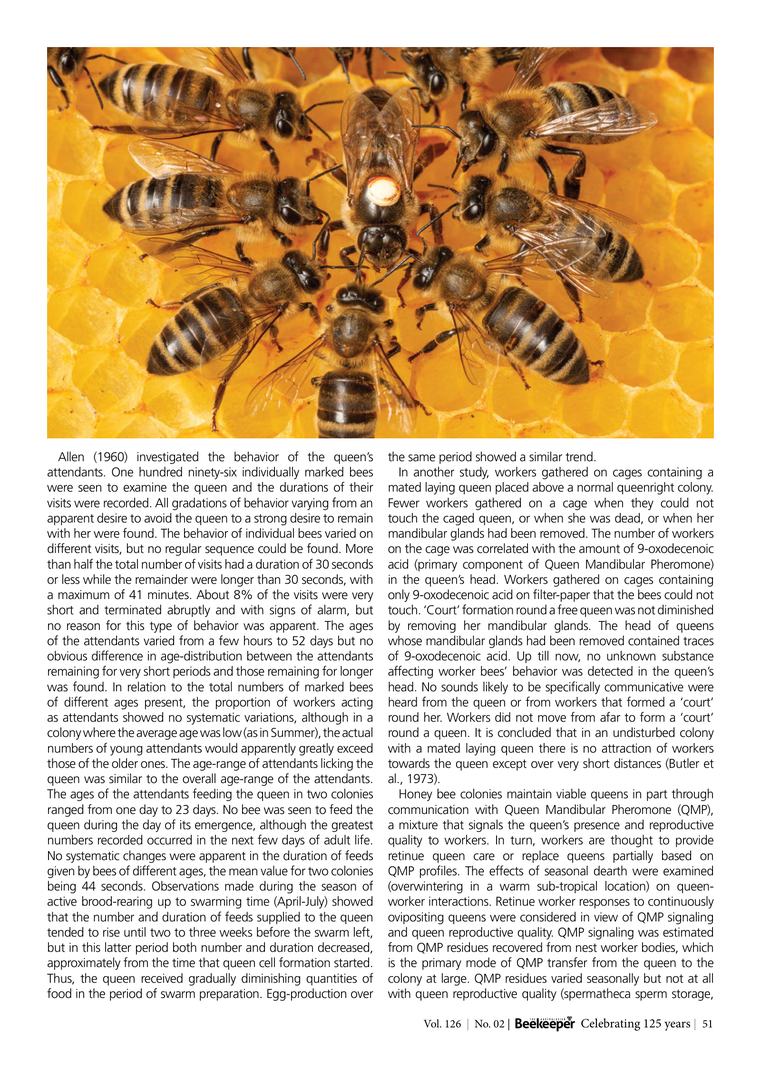 Allen (1960) investigated the behavior of the queen’s
attendants. One hundred ninety-six individually marked bees
were seen to examine the queen and the durations of their
visits were recorded. All gradations of behavior varying from an
apparent desire to avoid the queen to a strong desire to remain
with her were found. The behavior of individual bees varied on
different visits, but no regular sequence could be found. More
than half the total number of visits had a duration of 30 seconds
or less while the remainder were longer than 30 seconds, with
a maximum of 41 minutes. About 8% of the visits were very
short and terminated abruptly and with signs of alarm, but
no reason for this type of behavior was apparent. The ages
of the attendants varied from a few hours to 52 days but no
obvious difference in age-distribution between the attendants
remaining for very short periods and those remaining for longer
was found. In relation to the total numbers of marked bees
of different ages present, the proportion of workers acting
as attendants showed no systematic variations, although in a
colony where the average age was low (as in Summer), the actual
numbers of young attendants would apparently greatly exceed
those of the older ones. The age-range of attendants licking the
queen was similar to the overall age-range of the attendants.
The ages of the attendants feeding the queen in two colonies
ranged from one day to 23 days. No bee was seen to feed the
queen during the day of its emergence, although the greatest
numbers recorded occurred in the next few days of adult life.
No systematic changes were apparent in the duration of feeds
given by bees of different ages, the mean value for two colonies
being 44 seconds. Observations made during the season of
active brood-rearing up to swarming time (April-July) showed
that the number and duration of feeds supplied to the queen
tended to rise until two to three weeks before the swarm left,
but in this latter period both number and duration decreased,
approximately from the time that queen cell formation started.
Thus, the queen received gradually diminishing quantities of
food in the period of swarm preparation. Egg-production over
the same period showed a similar trend.
In another study, workers gathered on cages containing a
mated laying queen placed above a normal queenright colony.
Fewer workers gathered on a cage when they could not
touch the caged queen, or when she was dead, or when her
mandibular glands had been removed. The number of workers
on the cage was correlated with the amount of 9-oxodecenoic
acid (primary component of Queen Mandibular Pheromone)
in the queen’s head. Workers gathered on cages containing
only 9-oxodecenoic acid on filter-paper that the bees could not
touch. ‘Court’ formation round a free queen was not diminished
by removing her mandibular glands. The head of queens
whose mandibular glands had been removed contained traces
of 9-oxodecenoic acid. Up till now, no unknown substance
affecting worker bees’ behavior was detected in the queen’s
head. No sounds likely to be specifically communicative were
heard from the queen or from workers that formed a ‘court’
round her. Workers did not move from afar to form a ‘court’
round a queen. It is concluded that in an undisturbed colony
with a mated laying queen there is no attraction of workers
towards the queen except over very short distances (Butler et
al., 1973).
Honey bee colonies maintain viable queens in part through
communication with Queen Mandibular Pheromone (QMP),
a mixture that signals the queen’s presence and reproductive
quality to workers. In turn, workers are thought to provide
retinue queen care or replace queens partially based on
QMP profiles. The effects of seasonal dearth were examined
(overwintering in a warm sub-tropical location) on queen-
worker interactions. Retinue worker responses to continuously
ovipositing queens were considered in view of QMP signaling
and queen reproductive quality. QMP signaling was estimated
from QMP residues recovered from nest worker bodies, which
is the primary mode of QMP transfer from the queen to the
colony at large. QMP residues varied seasonally but not at all
with queen reproductive quality (spermatheca sperm storage,
Vol. 126 | No. 02 | Beekeeper Celebrating 125 years | 51